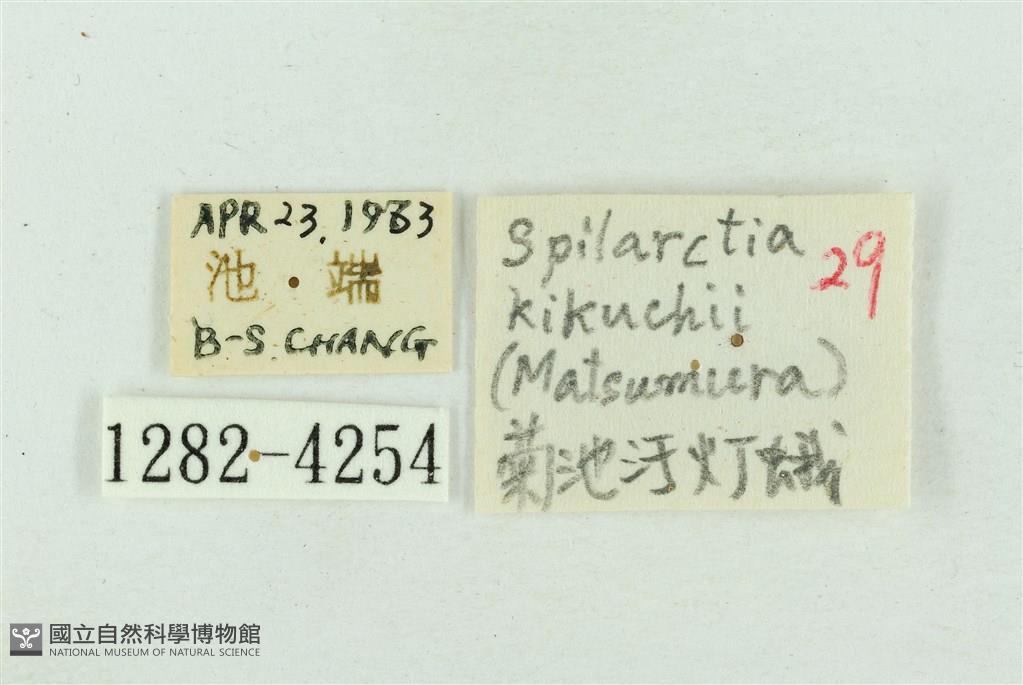 APR 23, 1983
池 端
B-S. CHANG
1282-4254
Spilarctia
29
kikuchii
(Matsumura)
菊池汚灯蛾
國立自然科學博物館
NATIONAL MUSEUM OF NATURAL SCIENCE